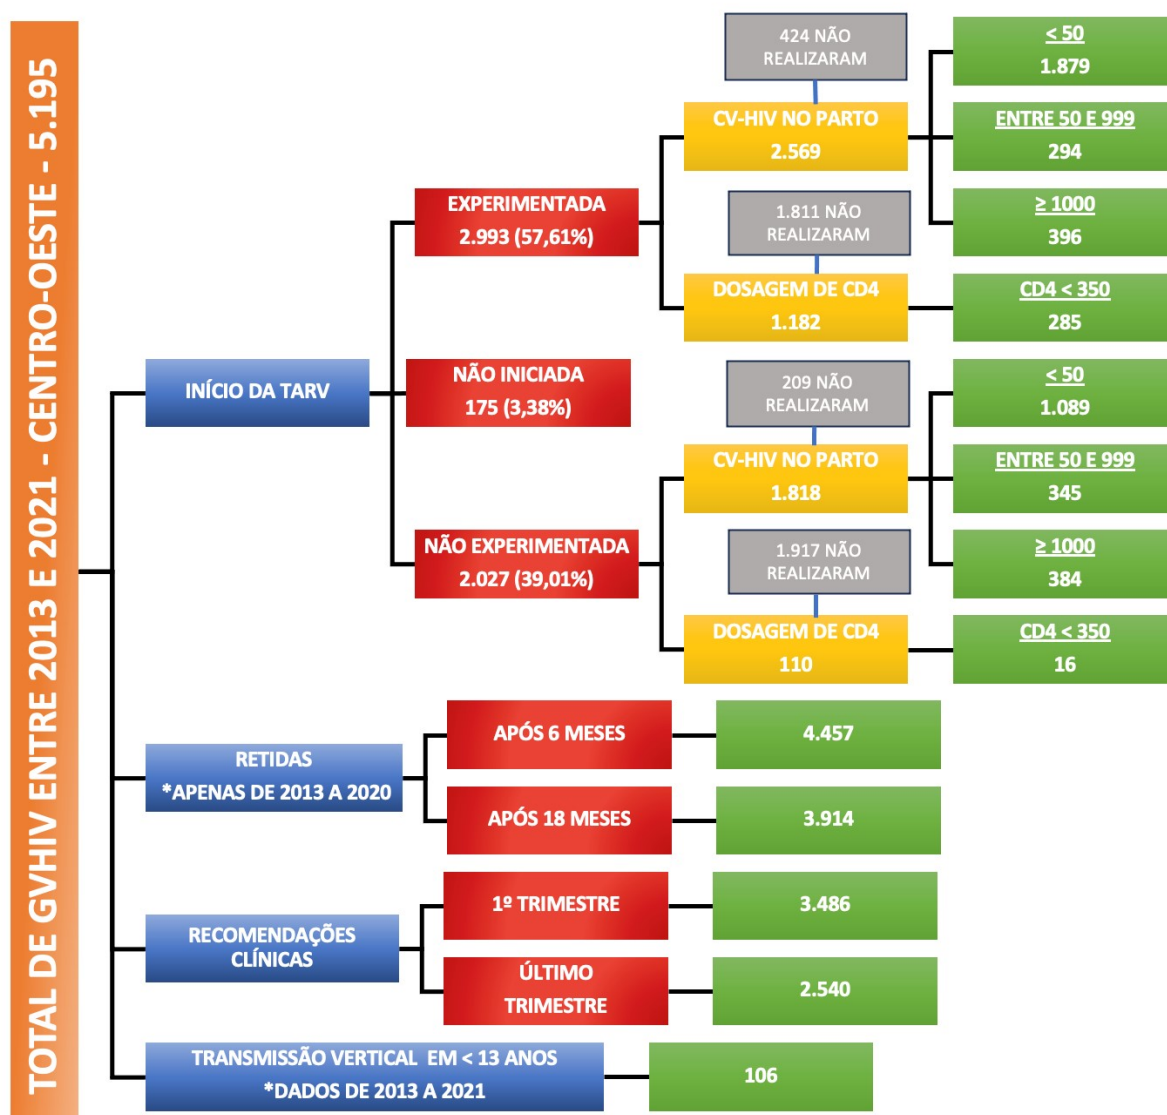 TOTAL DE GVHIV ENTRE 2013 E 2021 - CENTRO-OESTE - 5.195
INÍCIO DA TARV
EXPERIMENTADA
2.993 (57,61%)
424 NÃO
REALIZARAM
CV-HIV NO PARTO
2.569
< 50
1.879
ENTRE 50 E 999
294
≥ 1000
396
1.811 NÃO
REALIZARAM
DOSAGEM DE CD4
1.182
CD4 < 350
285
NÃO INICIADA
175 (3,38%)
NÃO EXPERIMENTADA
2.027 (39,01%)
209 NÃO
REALIZARAM
CV-HIV NO PARTO
1.818
< 50
1.089
ENTRE 50 E 999
345
≥ 1000
384
1.917 NÃO
REALIZARAM
DOSAGEM DE CD4
110
CD4 < 350
16
RETIDAS
*APENAS DE 2013 A 2020
APÓS 6 MESES
4.457
APÓS 18 MESES
3.914
RECOMENDAÇÕES
CLÍNICAS
1º TRIMESTRE
3.486
ÚLTIMO
TRIMESTRE
2.540
TRANSMISSÃO VERTICAL EM < 13 ANOS
*DADOS DE 2013 A 2021
106